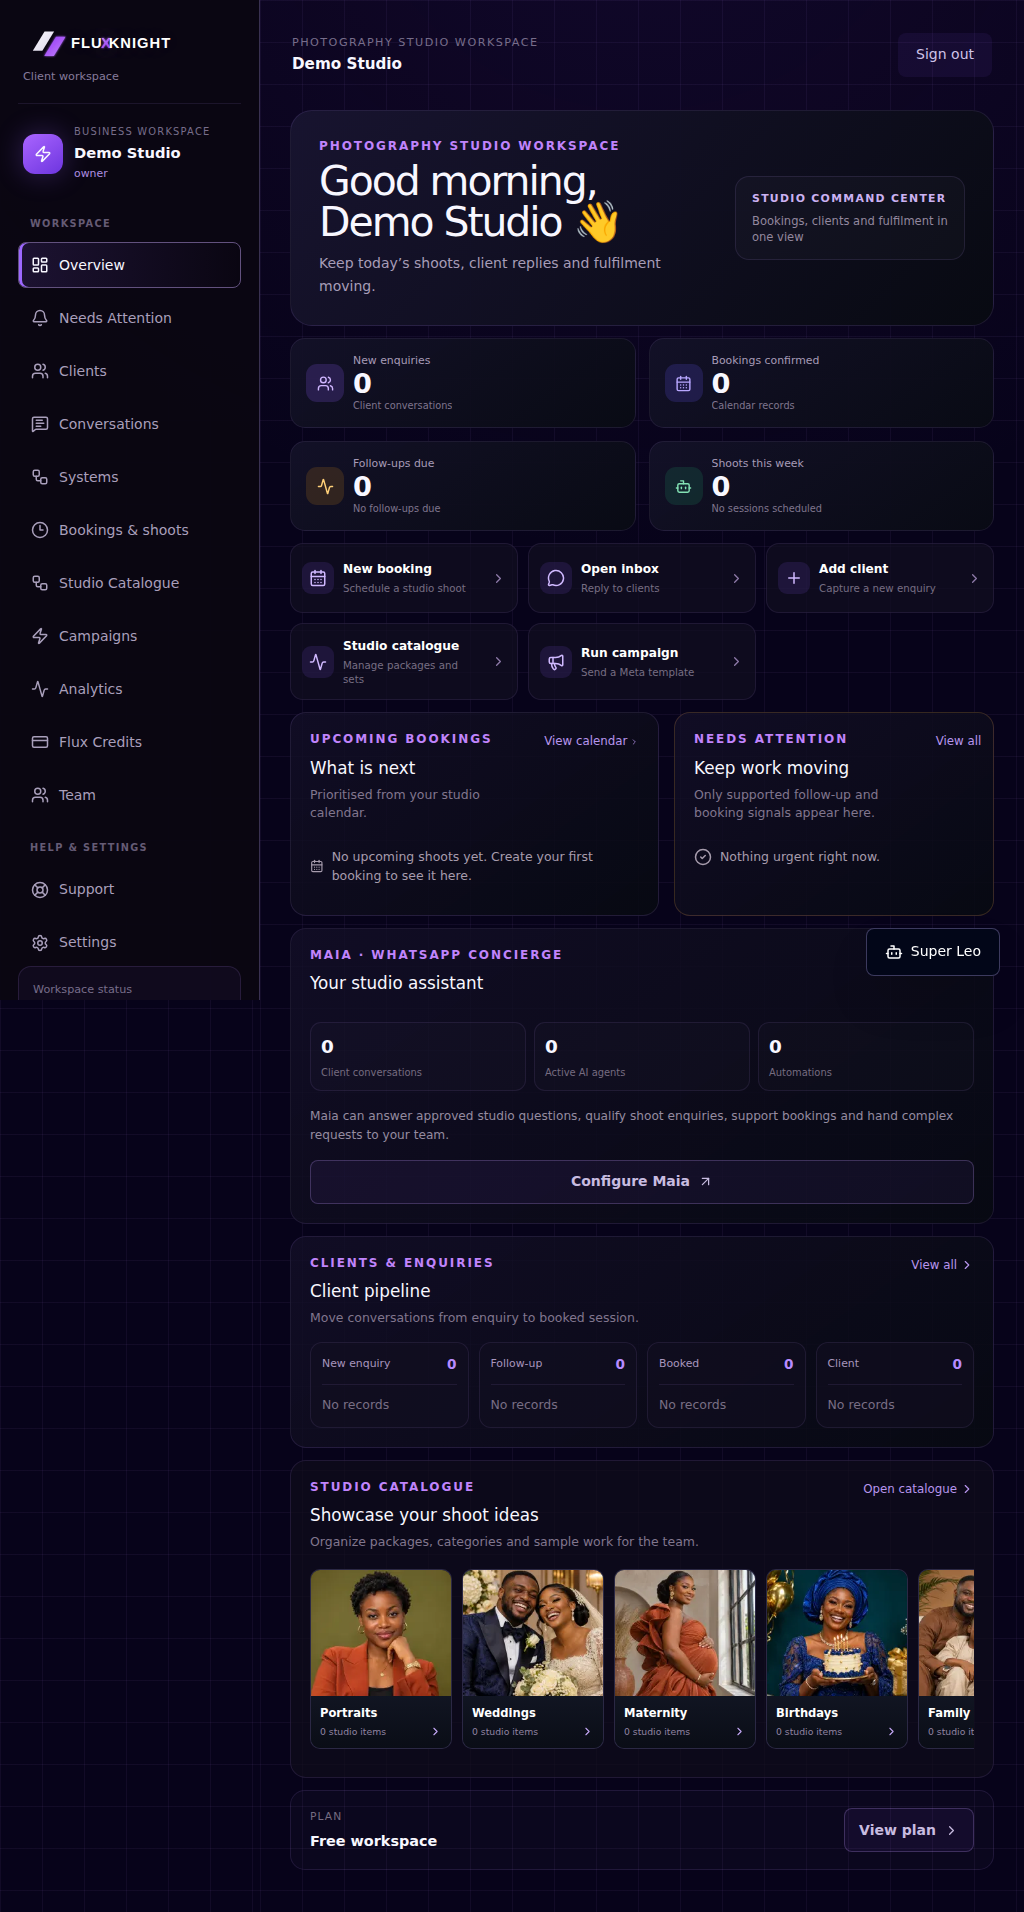 FLUXKNIGHT
Client workspace
BUSINESS WORKSPACE
Demo Studio
owner
WORKSPACE
Overview
Needs Attention
Clients
Conversations
Systems
Bookings & shoots
Studio Catalogue
Campaigns
Analytics
Flux Credits
Team
HELP & SETTINGS
Support
Settings
Workspace status
PHOTOGRAPHY STUDIO WORKSPACE
Demo Studio
Sign out
PHOTOGRAPHY STUDIO WORKSPACE
Good morning,
Demo Studio 👋
Keep today’s shoots, client replies and fulfilment
moving.
STUDIO COMMAND CENTER
Bookings, clients and fulfilment in
one view
New enquiries
0
Client conversations
Bookings confirmed
0
Calendar records
Follow-ups due
0
No follow-ups due
Shoots this week
0
No sessions scheduled
New booking
Schedule a studio shoot
Open inbox
Reply to clients
Add client
Capture a new enquiry
Studio catalogue
Manage packages and
sets
Run campaign
Send a Meta template
UPCOMING BOOKINGS
View calendar
What is next
Prioritised from your studio
calendar.
No upcoming shoots yet. Create your first
booking to see it here.
NEEDS ATTENTION
View all
Keep work moving
Only supported follow-up and
booking signals appear here.
Nothing urgent right now.
MAIA · WHATSAPP CONCIERGE
Your studio assistant
Super Leo
0
Client conversations
0
Active AI agents
0
Automations
Maia can answer approved studio questions, qualify shoot enquiries, support bookings and hand complex
requests to your team.
Configure Maia
CLIENTS & ENQUIRIES
View all
Client pipeline
Move conversations from enquiry to booked session.
New enquiry 0
No records
Follow-up 0
No records
Booked 0
No records
Client 0
No records
STUDIO CATALOGUE
Open catalogue
Showcase your shoot ideas
Organize packages, categories and sample work for the team.
Portraits
0 studio items
Weddings
0 studio items
Maternity
0 studio items
Birthdays
0 studio items
Family
0 studio it
PLAN
Free workspace
View plan